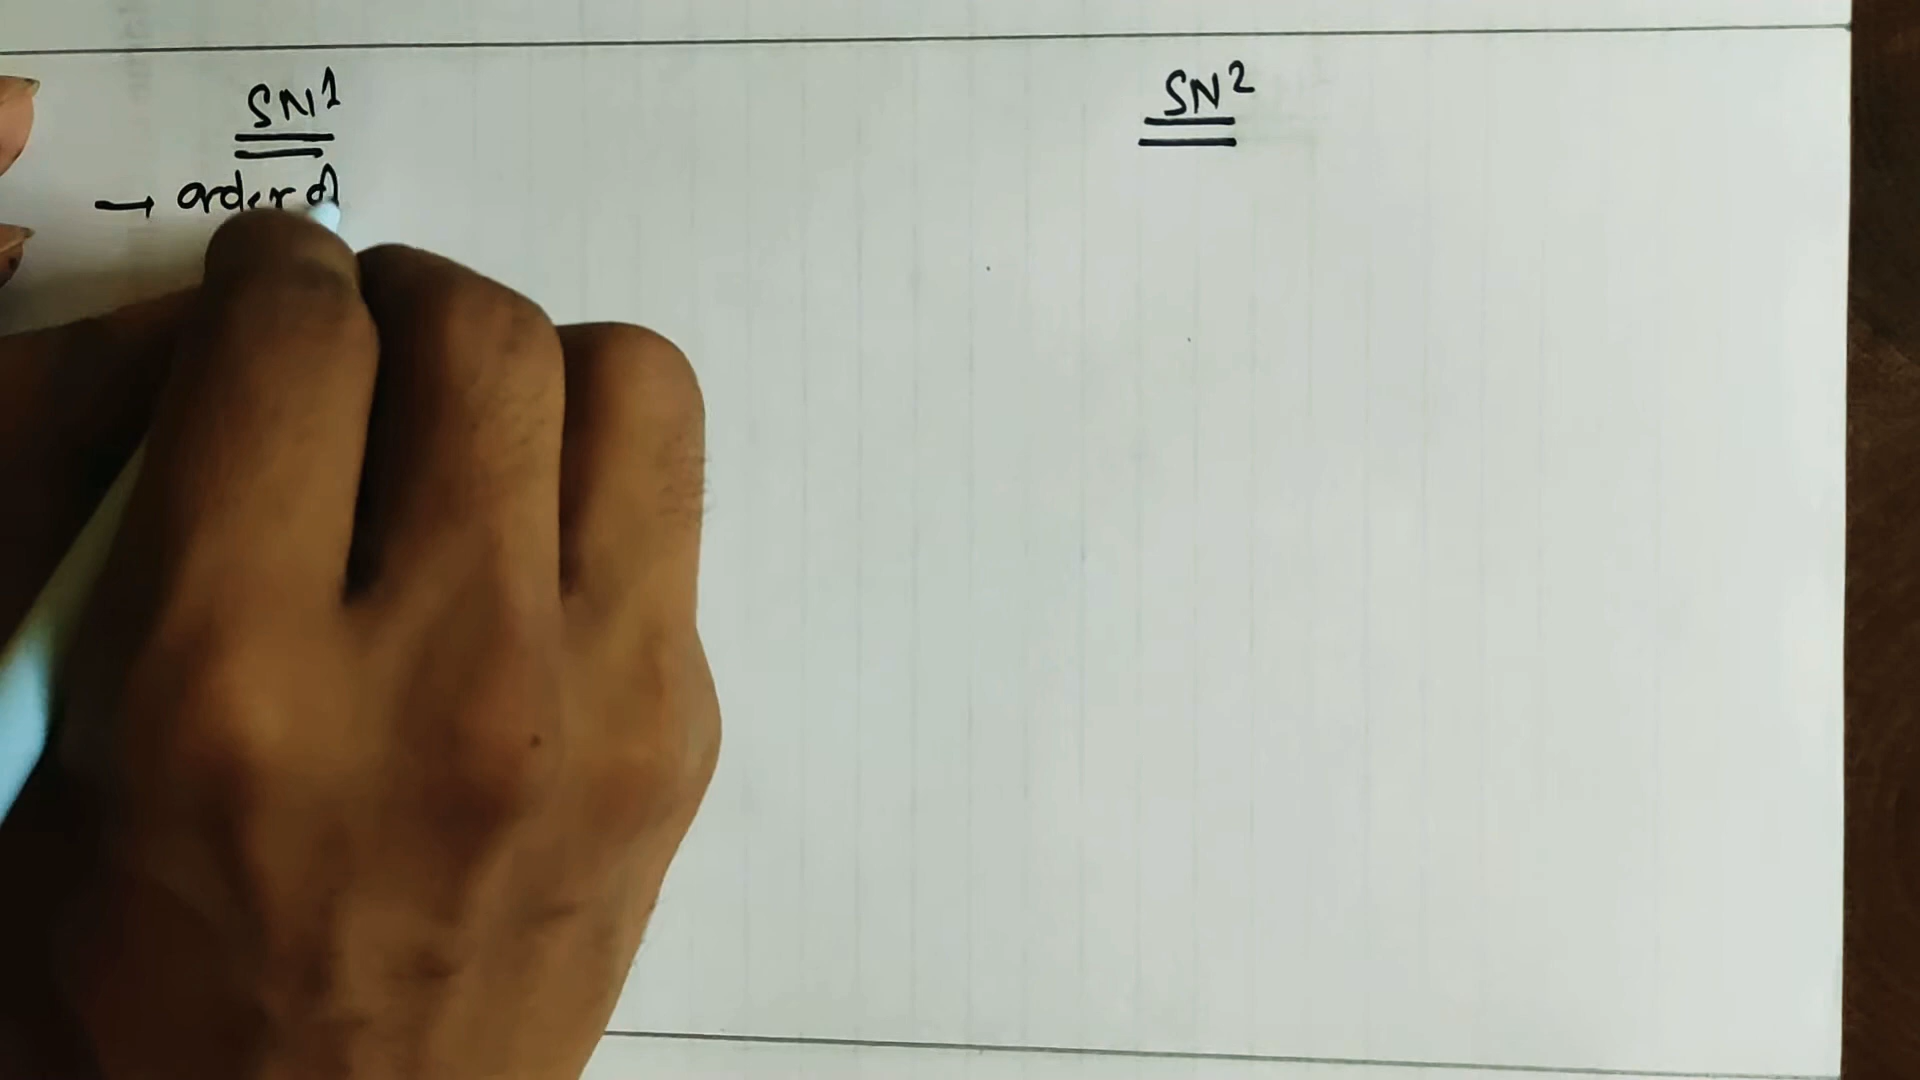 SN1
SN2
→ order of